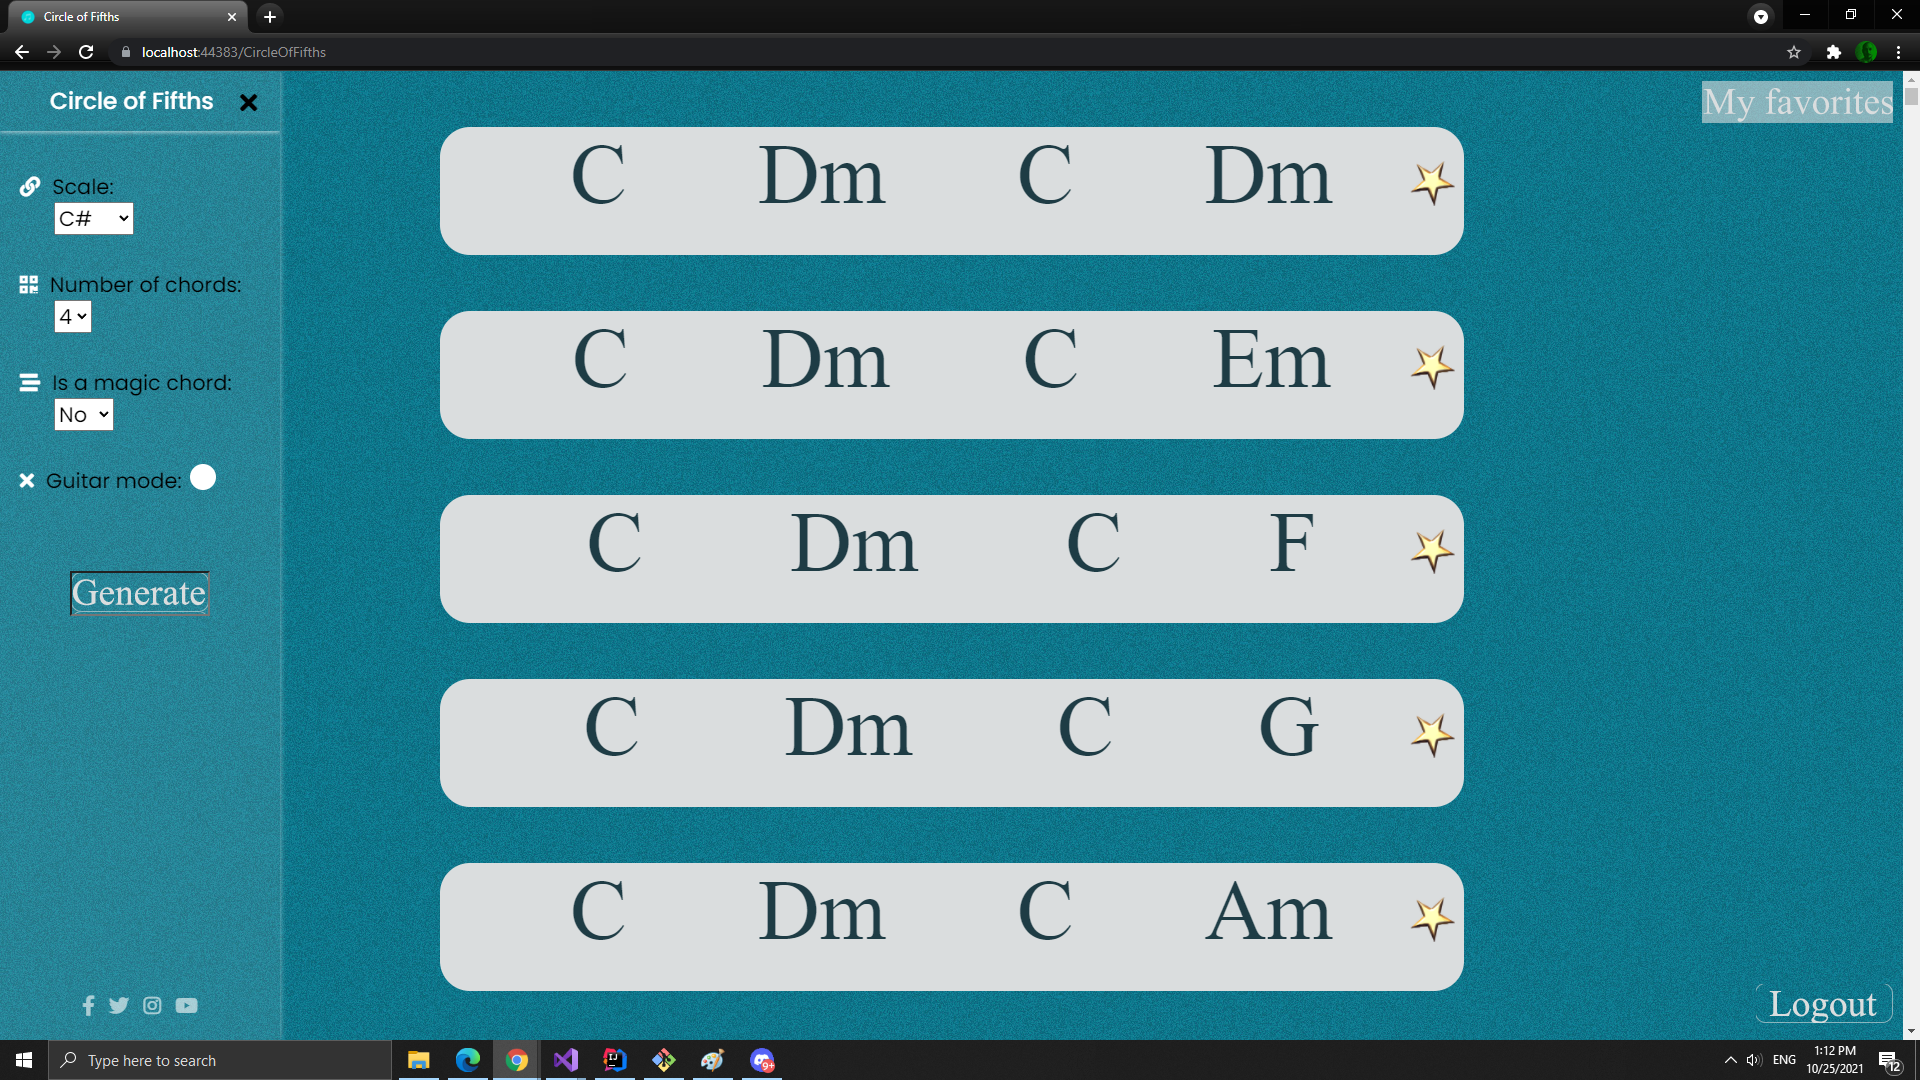 Circle of Fifths
localhost:44383/CircleOfFifths
Circle of Fifths
My favorites
Scale:
C#
Number of chords:
4
Is a magic chord:
No
Guitar mode:
Generate
C Dm C Dm
C Dm C Em
C Dm C F
C Dm C G
C Dm C Am
Logout
Type here to search
9+
ENG
1:12 PM
10/25/2021
12